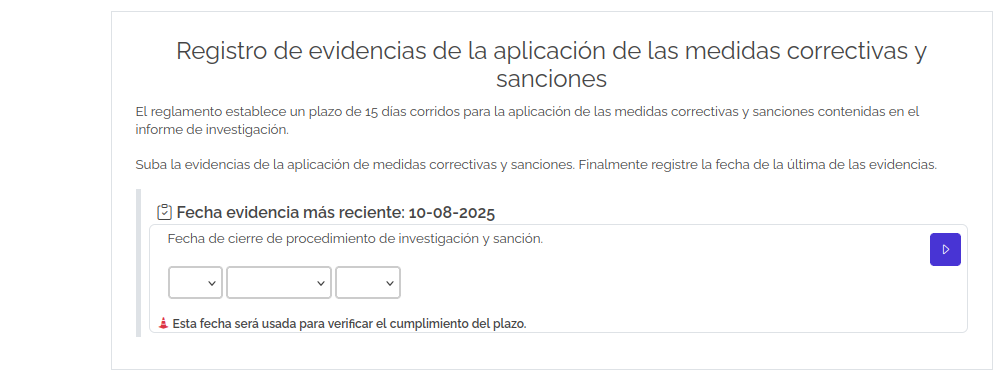 Registro de evidencias de la aplicación de las medidas correctivas y
sanciones
El reglamento establece un plazo de 15 días corridos para la aplicación de las medidas correctivas y sanciones contenidas en el
informe de investigación.
Suba la evidencias de la aplicación de medidas correctivas y sanciones. Finalmente registre la fecha de la última de las evidencias.
Fecha evidencia más reciente: 10-08-2025
Fecha de cierre de procedimiento de investigación y sanción.
Esta fecha será usada para verificar el cumplimiento del plazo.